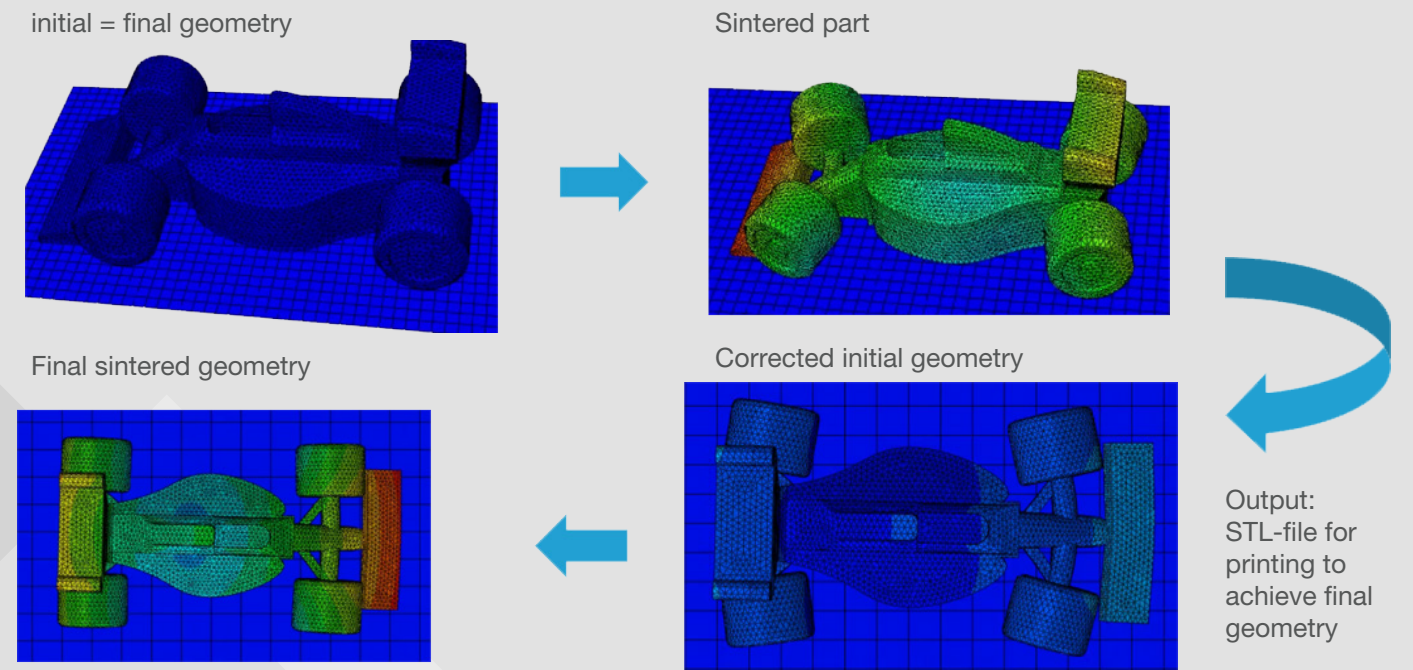 initial = final geometry
Sintered part
Final sintered geometry
Corrected initial geometry
Output:
STL-file for
printing to
achieve final
geometry